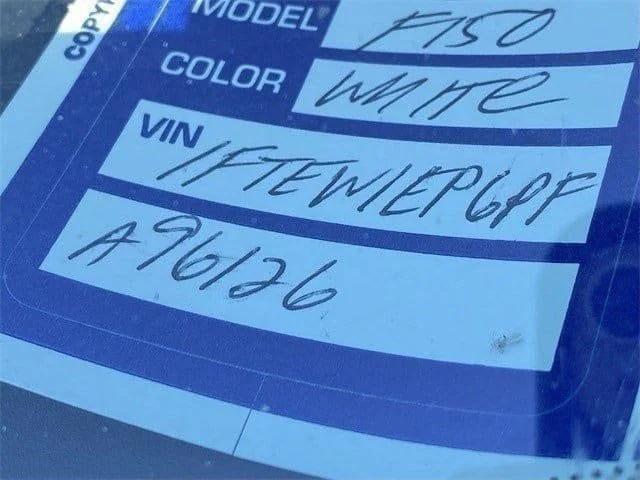 MODEL F150
COPY
COLOR WHITE
VIN 1FTEW1EP6PF
A96126